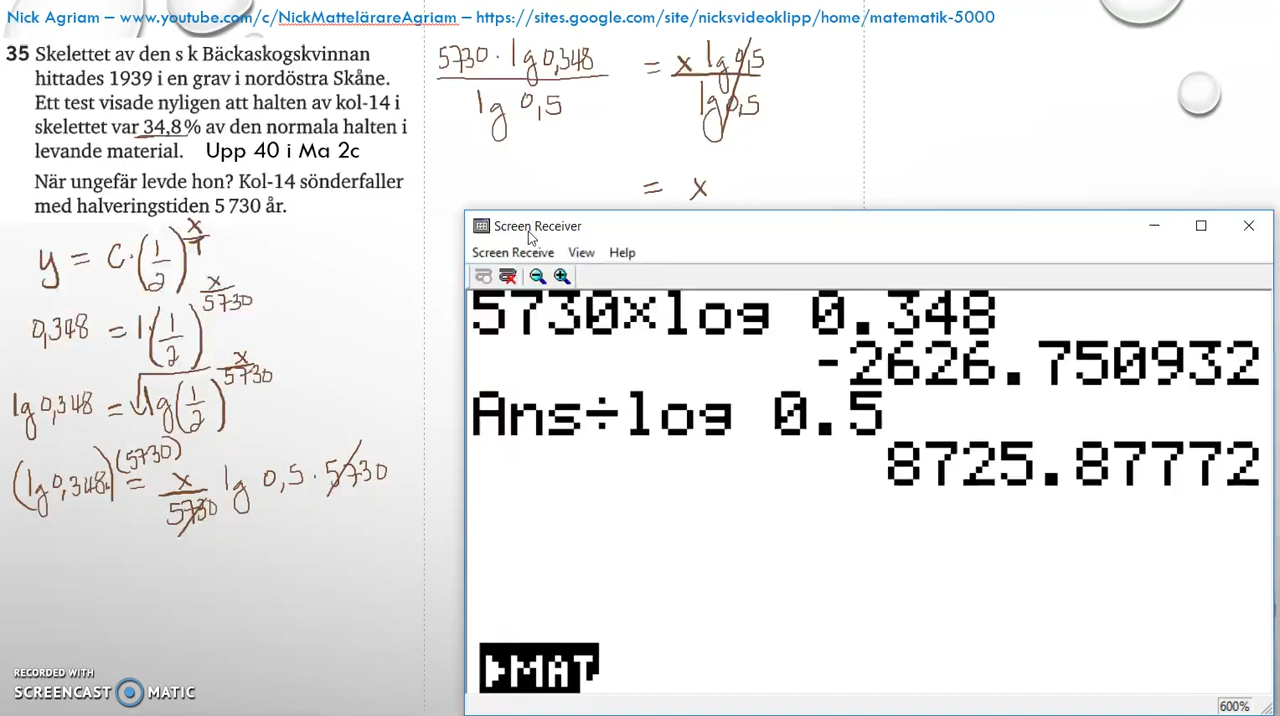 Nick Agriam – www.youtube.com/c/NickMattelärareAgriam – https://sites.google.com/site/nicksvideoklipp/home/matematik-5000
35 Skelettet av den s k Bäckaskogskvinnan
hittades 1939 i en grav i nordöstra Skåne.
Ett test visade nyligen att halten av kol-14 i
skelettet var 34,8% av den normala halten i
levande material. Upp 40 i Ma 2c
När ungefär levde hon? Kol-14 sönderfaller
med halveringstiden 5 730 år.
y = C·(1/2)^(x/T)
0,348 = 1(1/2)^(x/5730)
lg 0,348 = lg(1/2)^(x/5730)
(lg 0,348)(5730) = x/5730 lg 0,5 · 5730
5730 · lg 0,348 / lg 0,5 = x lg 0,5 / lg 0,5
= x
Screen Receiver
Screen Receive View Help
5730×log 0.348
-2626.750932
Ans÷log 0.5
8725.87772
▶MAT
600%
RECORDED WITH
SCREENCAST MATIC